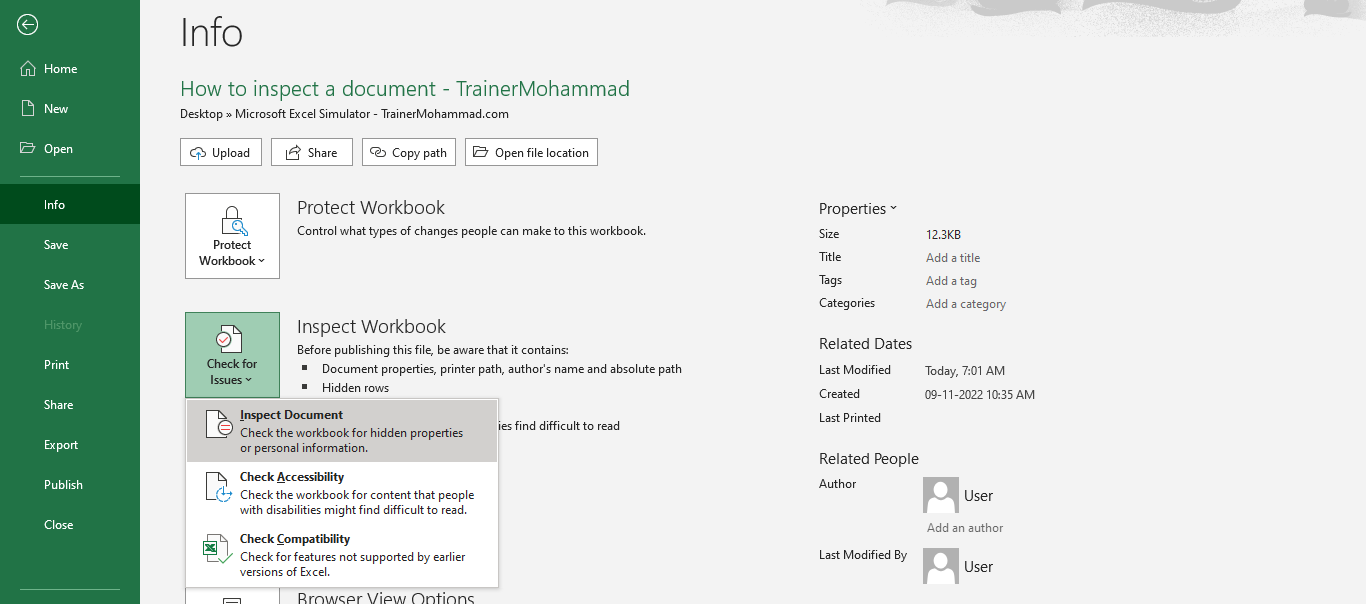 Info
Home
New
Open
Info
Save
Save As
History
Print
Share
Export
Publish
Close
How to inspect a document - TrainerMohammad
Desktop » Microsoft Excel Simulator - TrainerMohammad.com
Upload
Share
Copy path
Open file location
Protect
Workbook
Protect Workbook
Control what types of changes people can make to this workbook.
Check for
Issues
Inspect Workbook
Before publishing this file, be aware that it contains:
Document properties, printer path, author's name and absolute path
Hidden rows
ies find difficult to read
Inspect Document
Check the workbook for hidden properties
or personal information.
Check Accessibility
Check the workbook for content that people
with disabilities might find difficult to read.
Check Compatibility
Check for features not supported by earlier
versions of Excel.
Browser View Options
Properties
Size 12.3KB
Title Add a title
Tags Add a tag
Categories Add a category
Related Dates
Last Modified Today, 7:01 AM
Created 09-11-2022 10:35 AM
Last Printed
Related People
Author User
Add an author
Last Modified By User